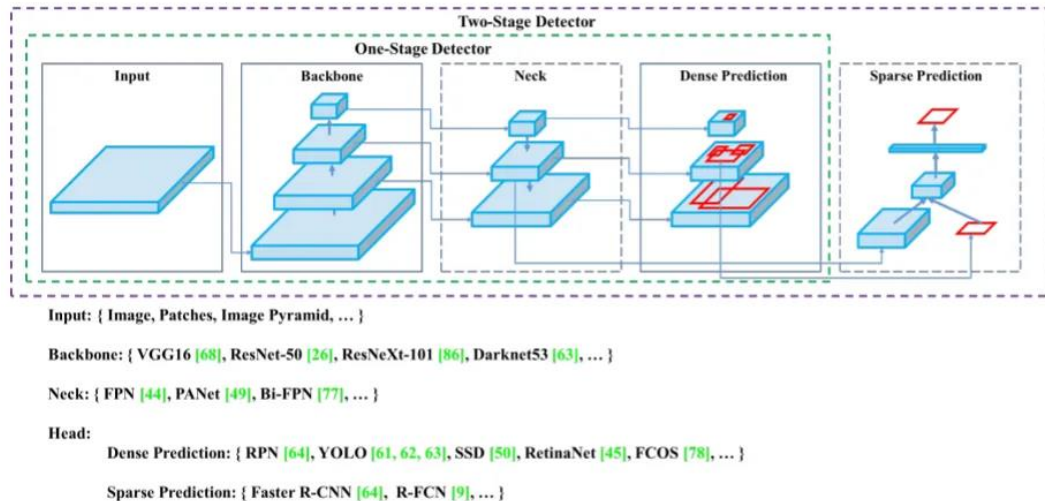 Two-Stage Detector
One-Stage Detector
Input
Backbone
Neck
Dense Prediction
Sparse Prediction
Input: { Image, Patches, Image Pyramid, … }
Backbone: { VGG16 [68], ResNet-50 [26], ResNeXt-101 [86], Darknet53 [63], … }
Neck: { FPN [44], PANet [49], Bi-FPN [77], … }
Head:
Dense Prediction: { RPN [64], YOLO [61, 62, 63], SSD [50], RetinaNet [45], FCOS [78], … }
Sparse Prediction: { Faster R-CNN [64], R-FCN [9], … }